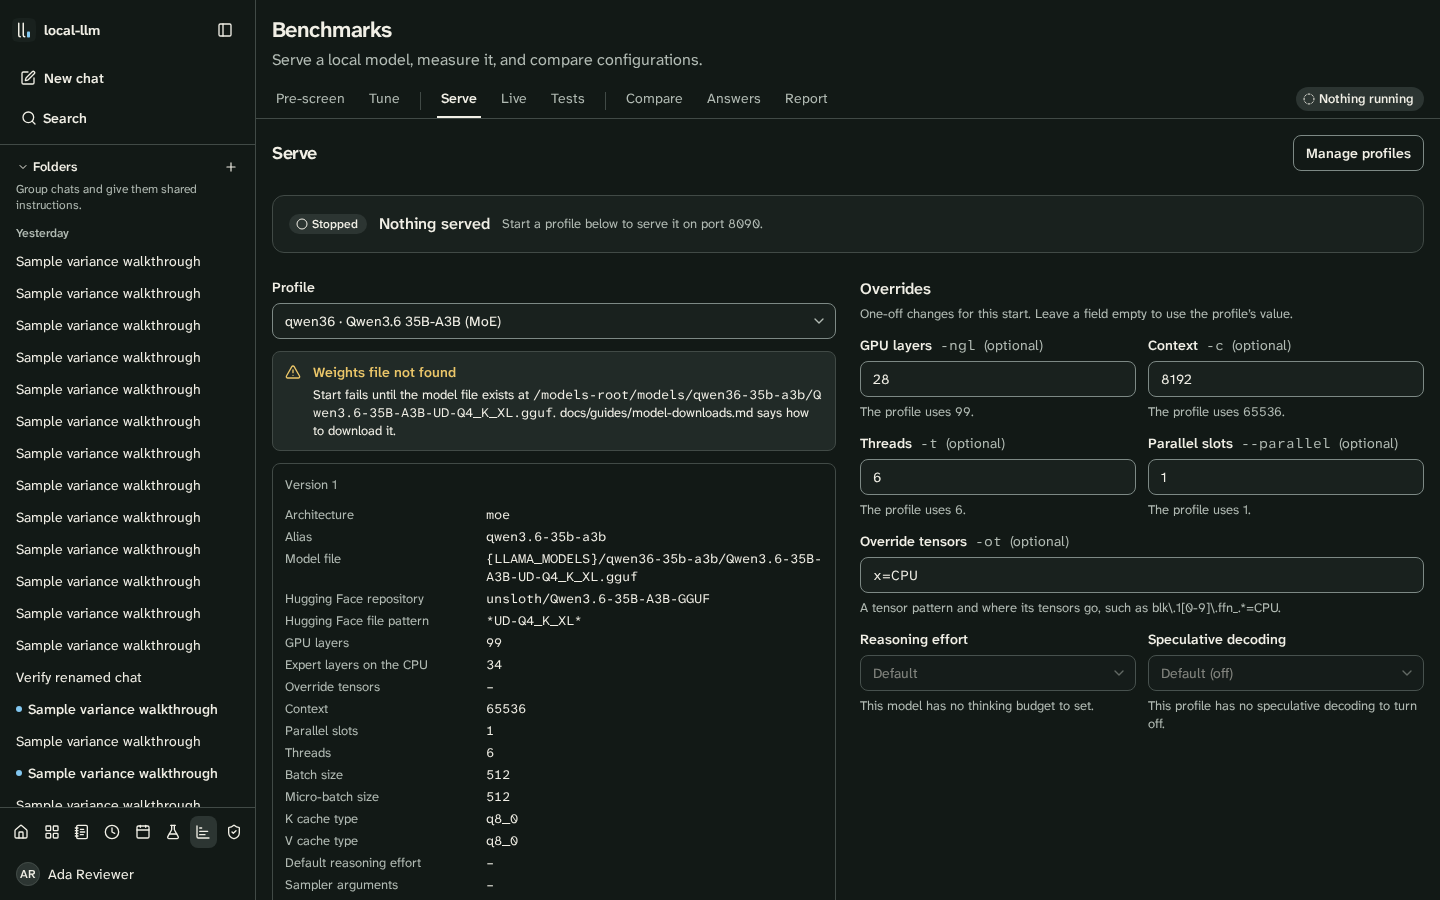 local-llm
New chat
Search
Folders
Group chats and give them shared
instructions.
Yesterday
Sample variance walkthrough
Sample variance walkthrough
Sample variance walkthrough
Sample variance walkthrough
Sample variance walkthrough
Sample variance walkthrough
Sample variance walkthrough
Sample variance walkthrough
Sample variance walkthrough
Sample variance walkthrough
Sample variance walkthrough
Sample variance walkthrough
Sample variance walkthrough
Verify renamed chat
Sample variance walkthrough
Sample variance walkthrough
Sample variance walkthrough
Sample variance walkthrough
AR Ada Reviewer
Benchmarks
Serve a local model, measure it, and compare configurations.
Pre-screen Tune Serve Live Tests Compare Answers Report Nothing running
Serve Manage profiles
Stopped Nothing served Start a profile below to serve it on port 8090.
Profile
qwen36 · Qwen3.6 35B-A3B (MoE)
Weights file not found
Start fails until the model file exists at /models-root/models/qwen36-35b-a3b/Q
wen3.6-35B-A3B-UD-Q4_K_XL.gguf. docs/guides/model-downloads.md says how
to download it.
Version 1
Architecture moe
Alias qwen3.6-35b-a3b
Model file {LLAMA_MODELS}/qwen36-35b-a3b/Qwen3.6-35B-
A3B-UD-Q4_K_XL.gguf
Hugging Face repository unsloth/Qwen3.6-35B-A3B-GGUF
Hugging Face file pattern *UD-Q4_K_XL*
GPU layers 99
Expert layers on the CPU 34
Override tensors –
Context 65536
Parallel slots 1
Threads 6
Batch size 512
Micro-batch size 512
K cache type q8_0
V cache type q8_0
Default reasoning effort –
Sampler arguments –
Overrides
One-off changes for this start. Leave a field empty to use the profile's value.
GPU layers -ngl (optional) Context -c (optional)
28 8192
The profile uses 99. The profile uses 65536.
Threads -t (optional) Parallel slots --parallel (optional)
6 1
The profile uses 6. The profile uses 1.
Override tensors -ot (optional)
x=CPU
A tensor pattern and where its tensors go, such as blk\.1[0-9]\.ffn_.*=CPU.
Reasoning effort Speculative decoding
Default Default (off)
This model has no thinking budget to set. This profile has no speculative decoding to turn
off.